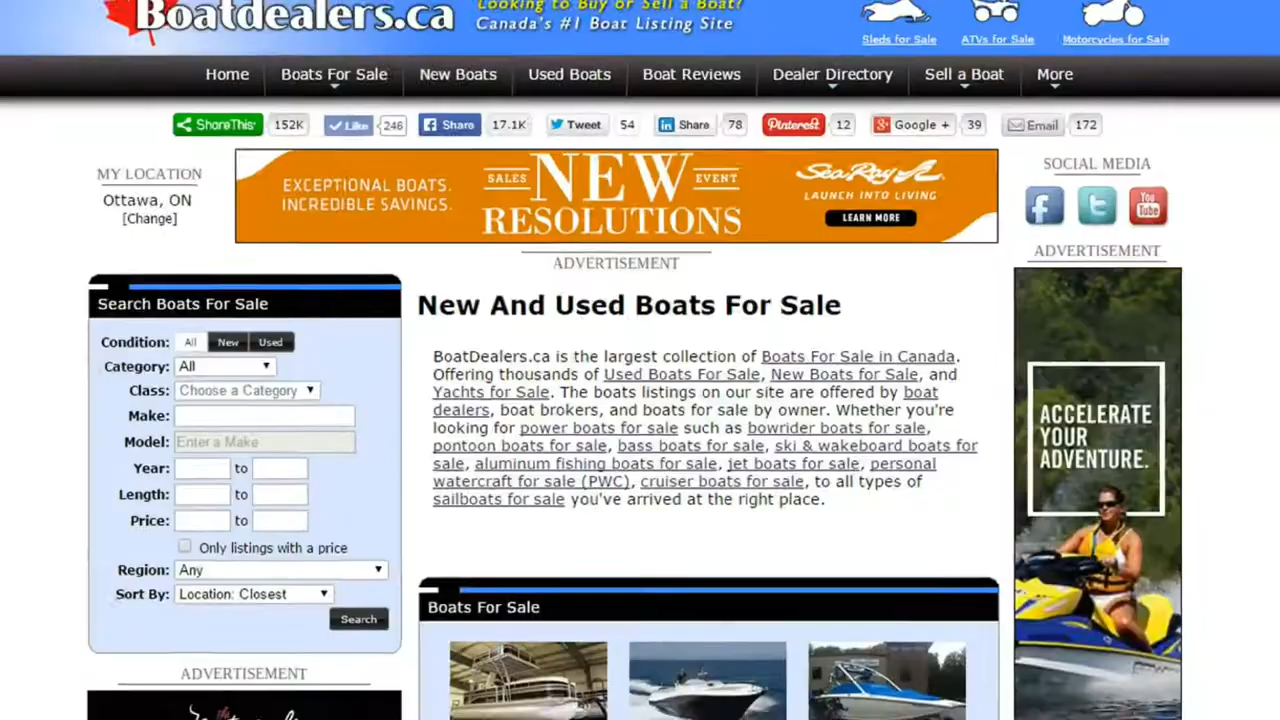 Boatdealers.ca
Looking to Buy or Sell a Boat?
Canada's #1 Boat Listing Site
Sleds for Sale
ATVs for Sale
Motorcycles for Sale
Home
Boats For Sale
New Boats
Used Boats
Boat Reviews
Dealer Directory
Sell a Boat
More
ShareThis 152K
Like 246
Share 17.1K
Tweet 54
Share 78
Pinterest 12
Google + 39
Email 172
MY LOCATION
Ottawa, ON
[Change]
EXCEPTIONAL BOATS.
INCREDIBLE SAVINGS.
SALES NEW EVENT
RESOLUTIONS
Sea Ray
LAUNCH INTO LIVING
LEARN MORE
ADVERTISEMENT
SOCIAL MEDIA
You
Tube
ADVERTISEMENT
ACCELERATE
YOUR
ADVENTURE.
Search Boats For Sale
Condition: All New Used
Category: All
Class: Choose a Category
Make:
Model: Enter a Make
Year: to
Length: to
Price: to
Only listings with a price
Region: Any
Sort By: Location: Closest
Search
ADVERTISEMENT
New And Used Boats For Sale
BoatDealers.ca is the largest collection of Boats For Sale in Canada.
Offering thousands of Used Boats For Sale, New Boats for Sale, and
Yachts for Sale. The boats listings on our site are offered by boat
dealers, boat brokers, and boats for sale by owner. Whether you're
looking for power boats for sale such as bowrider boats for sale,
pontoon boats for sale, bass boats for sale, ski & wakeboard boats for
sale, aluminum fishing boats for sale, jet boats for sale, personal
watercraft for sale (PWC), cruiser boats for sale, to all types of
sailboats for sale you've arrived at the right place.
Boats For Sale